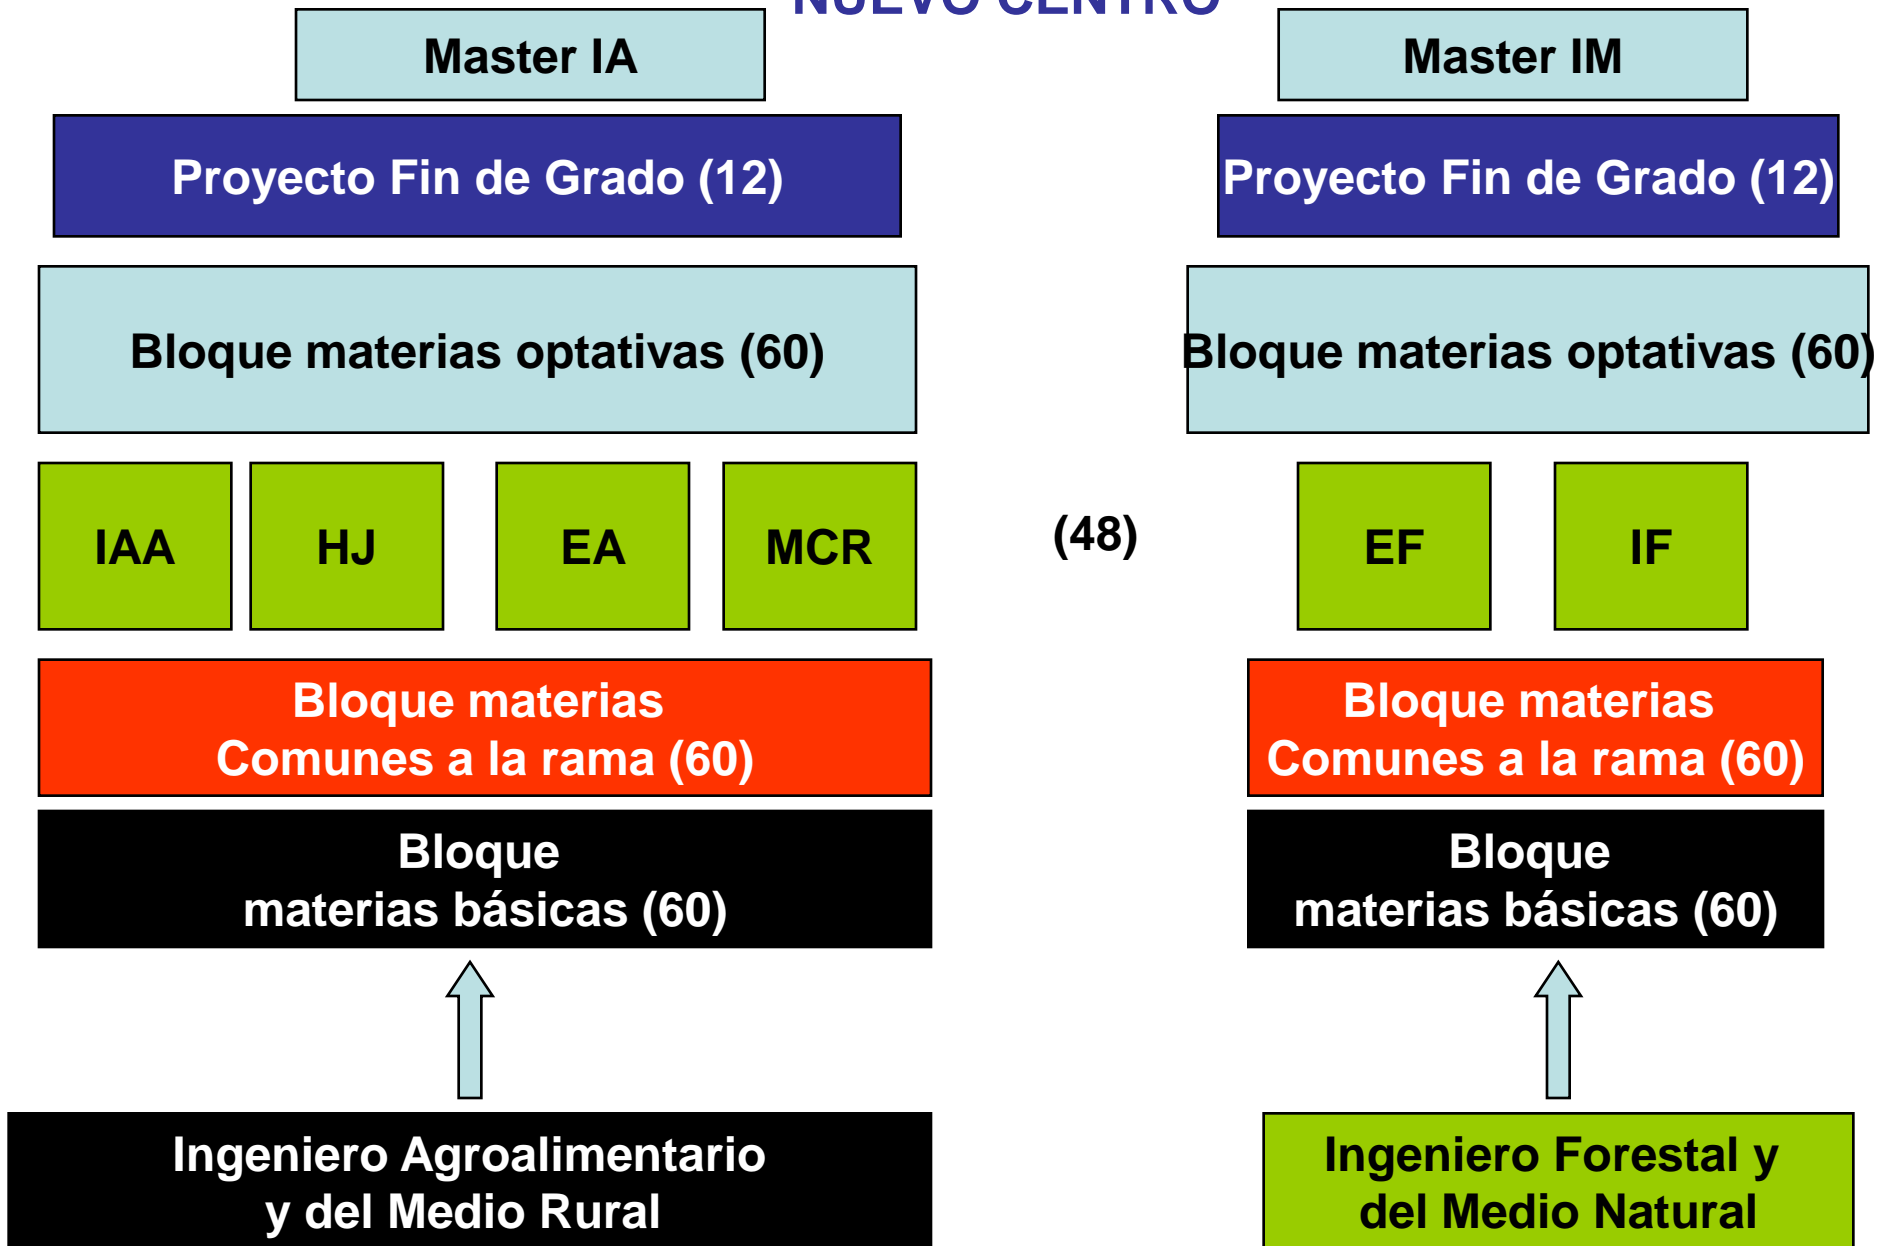 NUEVO CENTRO
Master IA
Master IM
Proyecto Fin de Grado (12)
Proyecto Fin de Grado (12)
Bloque materias optativas (60)
Bloque materias optativas (60)
IAA
HJ
EA
MCR
(48)
EF
IF
Bloque materias
Comunes a la rama (60)
Bloque materias
Comunes a la rama (60)
Bloque
materias básicas (60)
Bloque
materias básicas (60)
Ingeniero Agroalimentario
y del Medio Rural
Ingeniero Forestal y
del Medio Natural